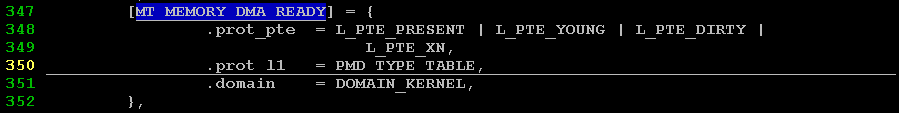 347 [MT_MEMORY_DMA_READY] = {
348 .prot_pte = L_PTE_PRESENT | L_PTE_YOUNG | L_PTE_DIRTY |
349 L_PTE_XN,
350 .prot_l1 = PMD_TYPE_TABLE,
351 .domain = DOMAIN_KERNEL,
352 },